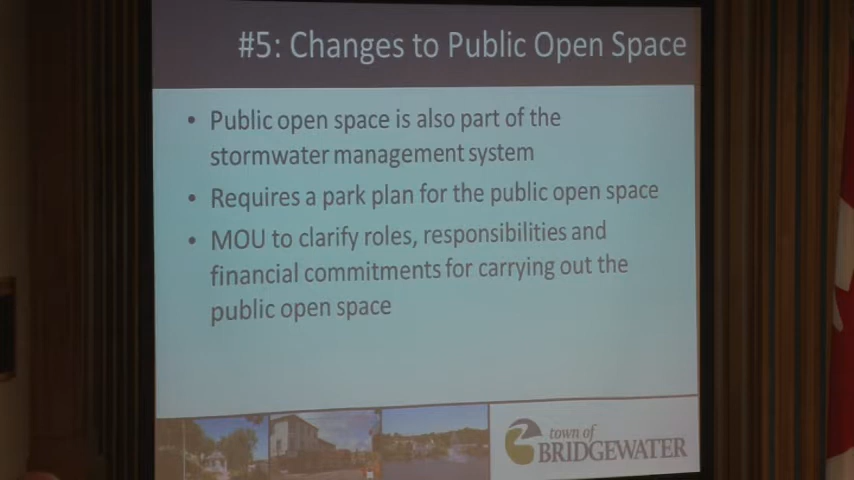 #5: Changes to Public Open Space
• Public open space is also part of the
stormwater management system
• Requires a park plan for the public open space
• MOU to clarify roles, responsibilities and
financial commitments for carrying out the
public open space
town of
BRIDGEWATER